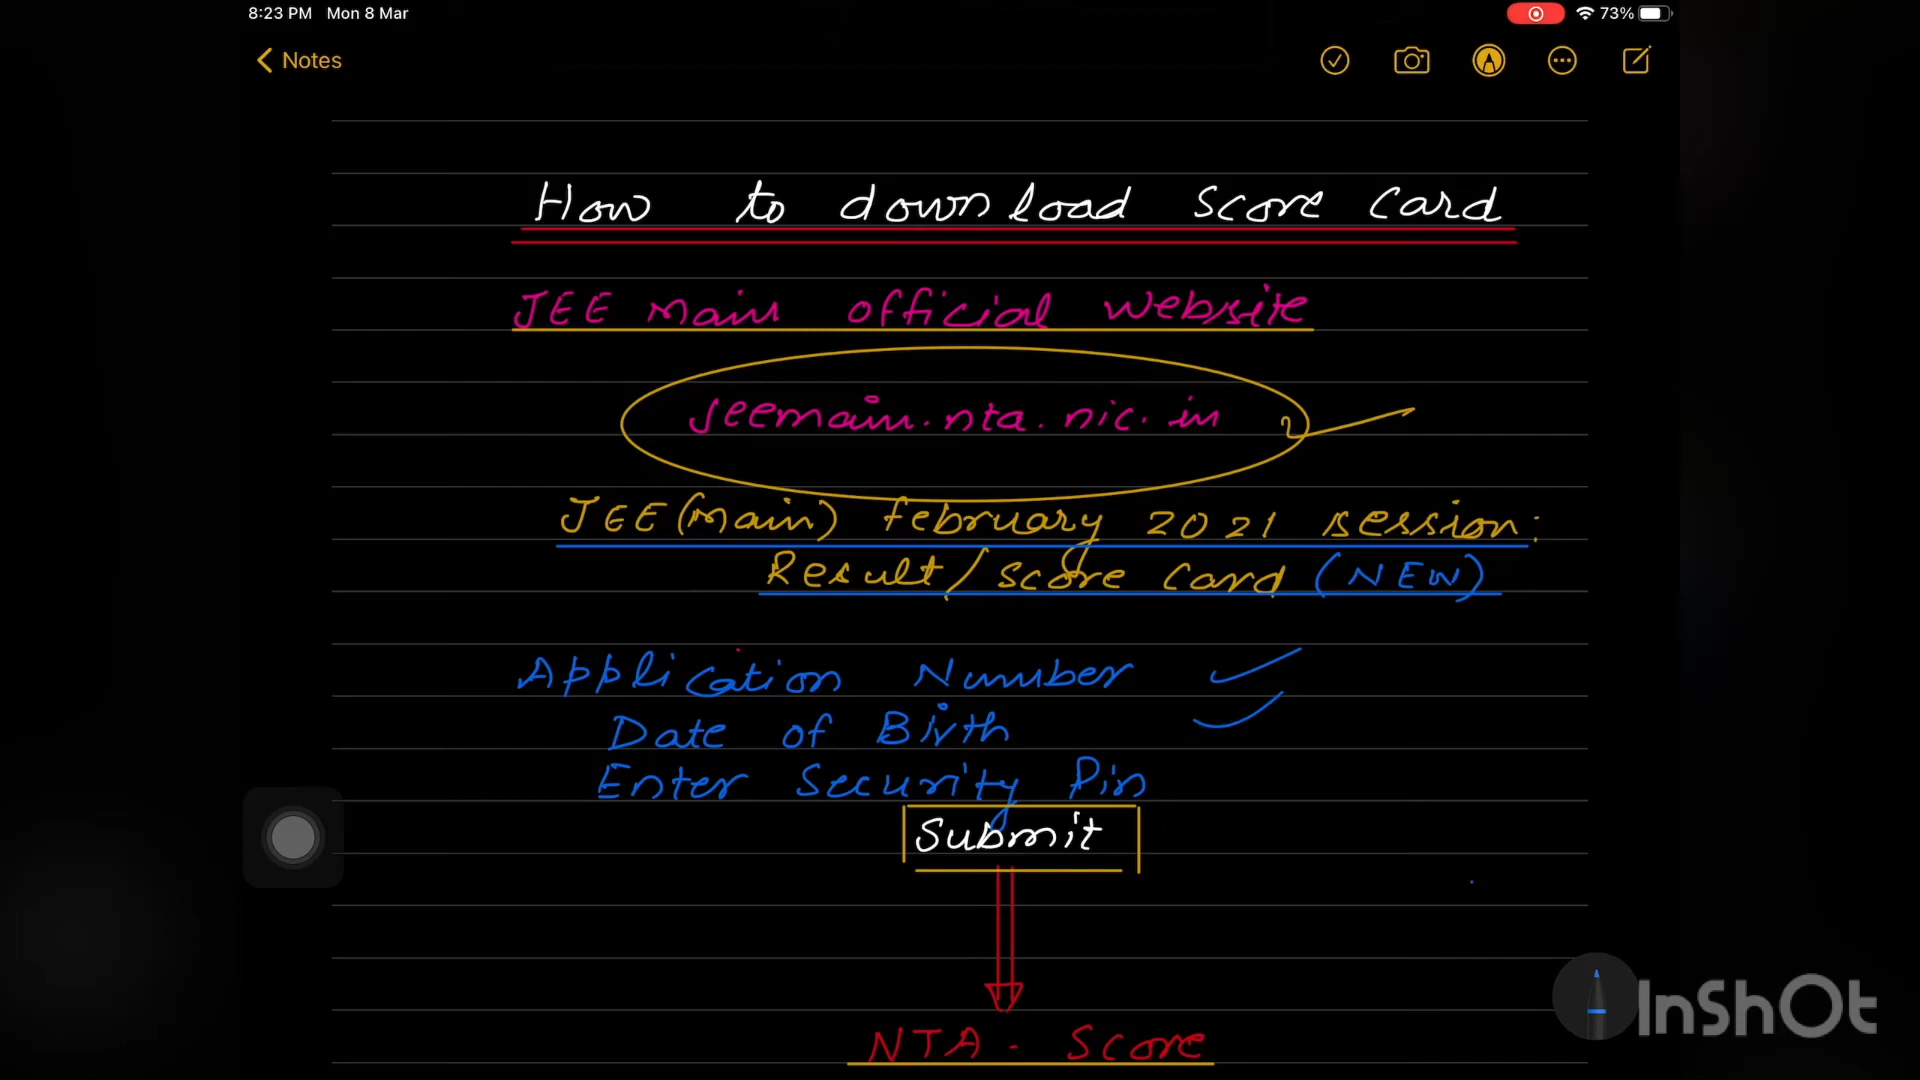 8:23 PM Mon 8 Mar 73%
Notes
How to download Score Card
JEE Main official website
jeemain.nta.nic.in
JEE (Main) february 2021 session:
Result/score card (NEW)
Application Number
Date of Birth
Enter Security Pin
Submit
NTA - Score
InShOt